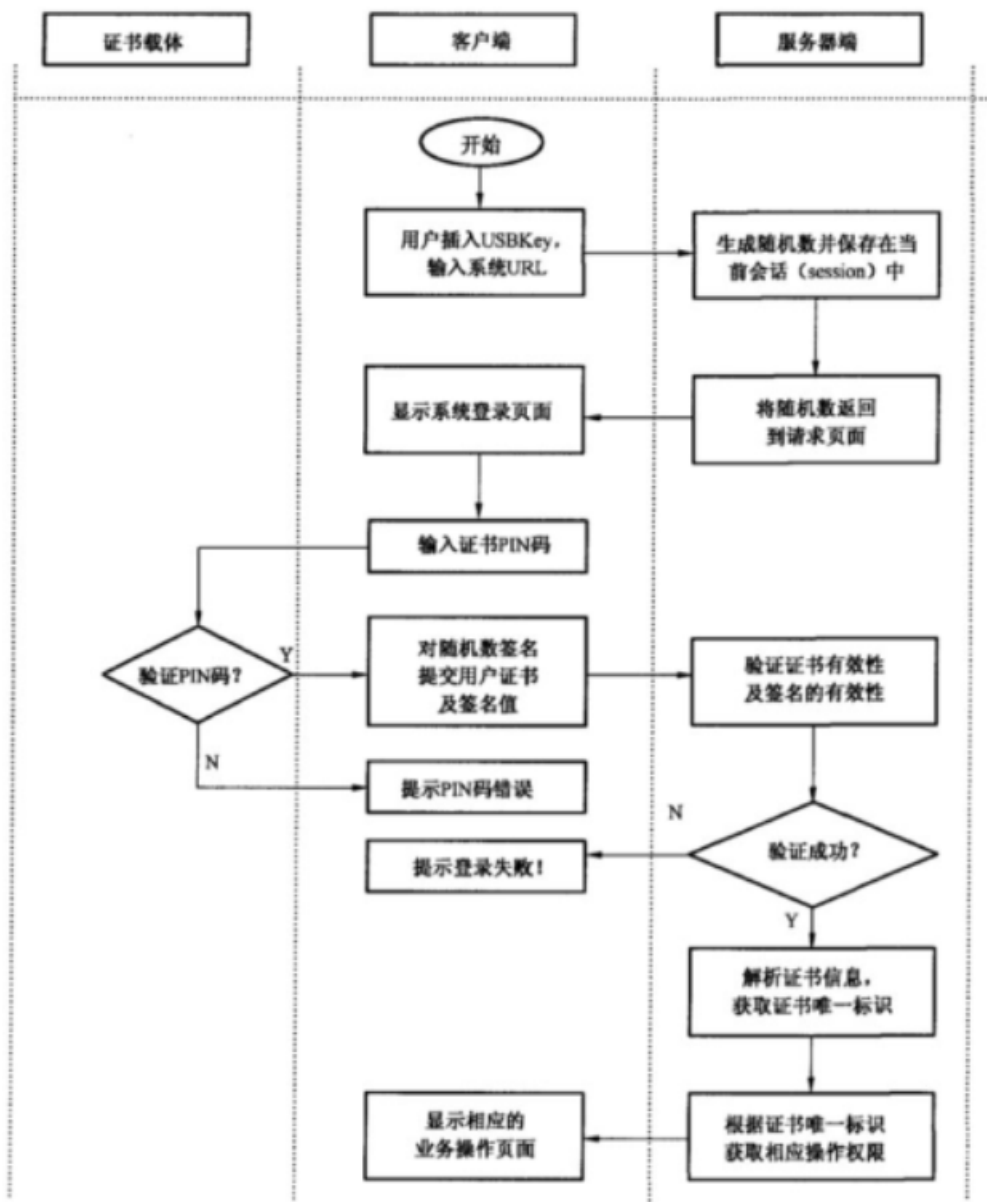 证书载体
客户端
服务器端
开始
用户插入USBKey，
输入系统URL
生成随机数并保存在当
前会话（session）中
显示系统登录页面
将随机数返回
到请求页面
输入证书PIN码
验证PIN码？
Y
对随机数签名
提交用户证书
及签名值
验证证书有效性
及签名的有效性
N
提示PIN码错误
N
验证成功？
提示登录失败！
Y
解析证书信息，
获取证书唯一标识
显示相应的
业务操作页面
根据证书唯一标识
获取相应操作权限